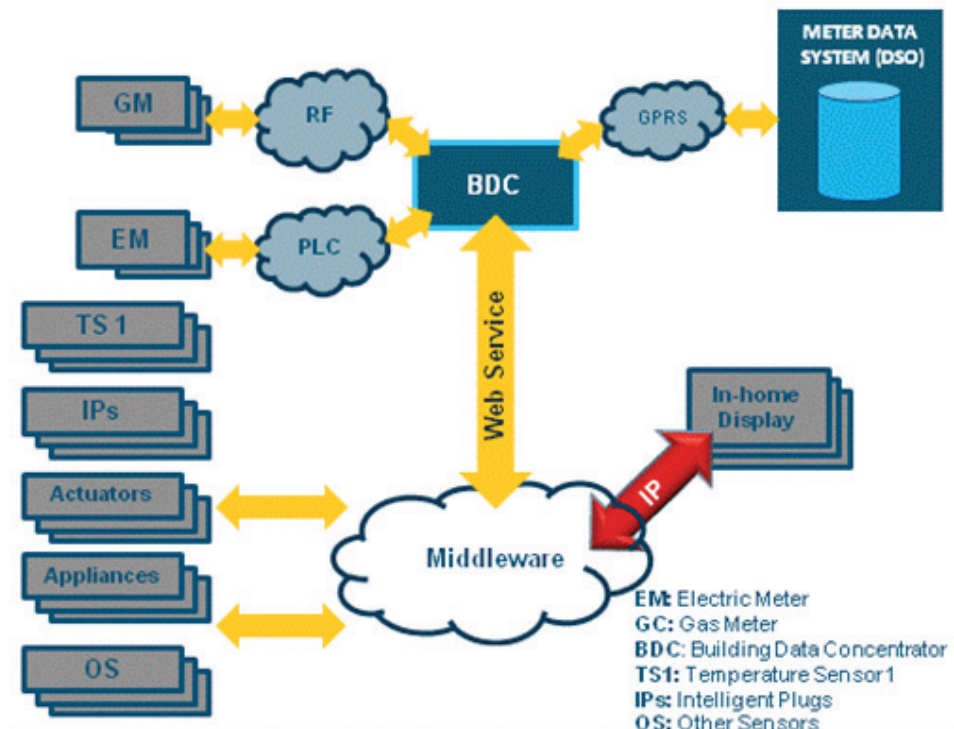 METER DATA
SYSTEM (DSO)
GM
RF
GPRS
BDC
EM
PLC
TS 1
Web Service
IPs
In-home
Display
Actuators
IP
Middleware
Appliances
EM: Electric Meter
GC: Gas Meter
BDC: Building Data Concentrator
TS1: Temperature Sensor1
IPs: Intelligent Plugs
OS
OS: Other Sensors